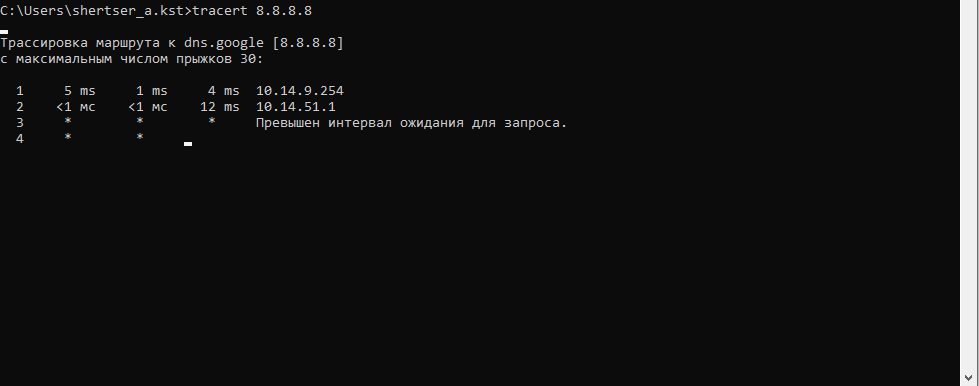 C:\Users\shertser_a.kst>tracert 8.8.8.8
Трассировка маршрута к dns.google [8.8.8.8]
с максимальным числом прыжков 30:
1 5 ms 1 ms 4 ms 10.14.9.254
2 <1 мс <1 мс 12 ms 10.14.51.1
3 * * * Превышен интервал ожидания для запроса.
4 * *